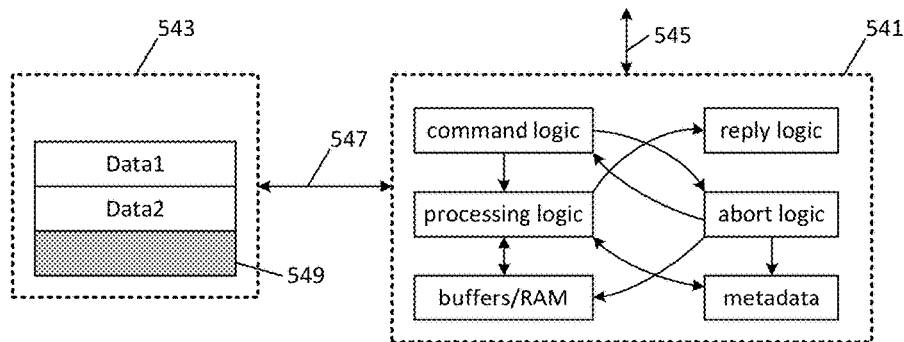 543
545
541
Data1
Data2
549
547
command logic
reply logic
processing logic
abort logic
buffers/RAM
metadata